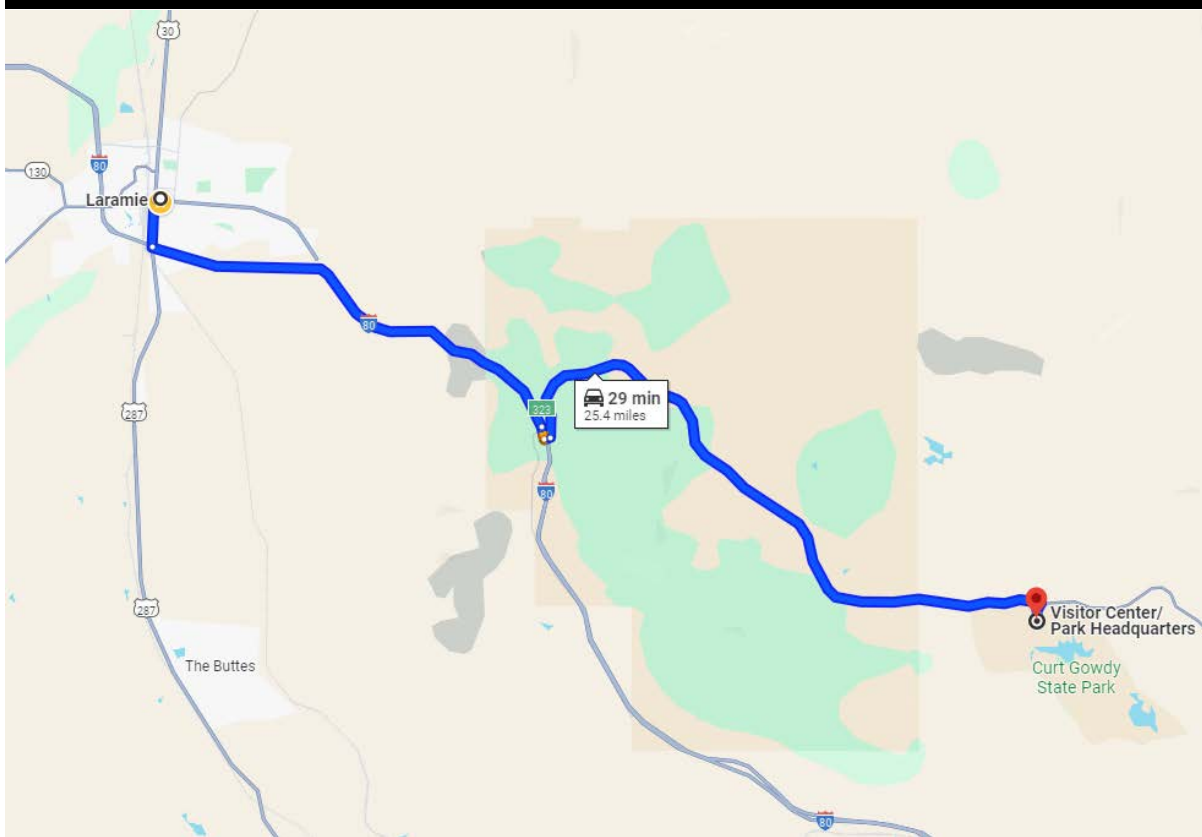 30
80
130
Laramie
80
323
29 min
25.4 miles
80
287
287
The Buttes
Visitor Center/
Park Headquarters
Curt Gowdy
State Park
80